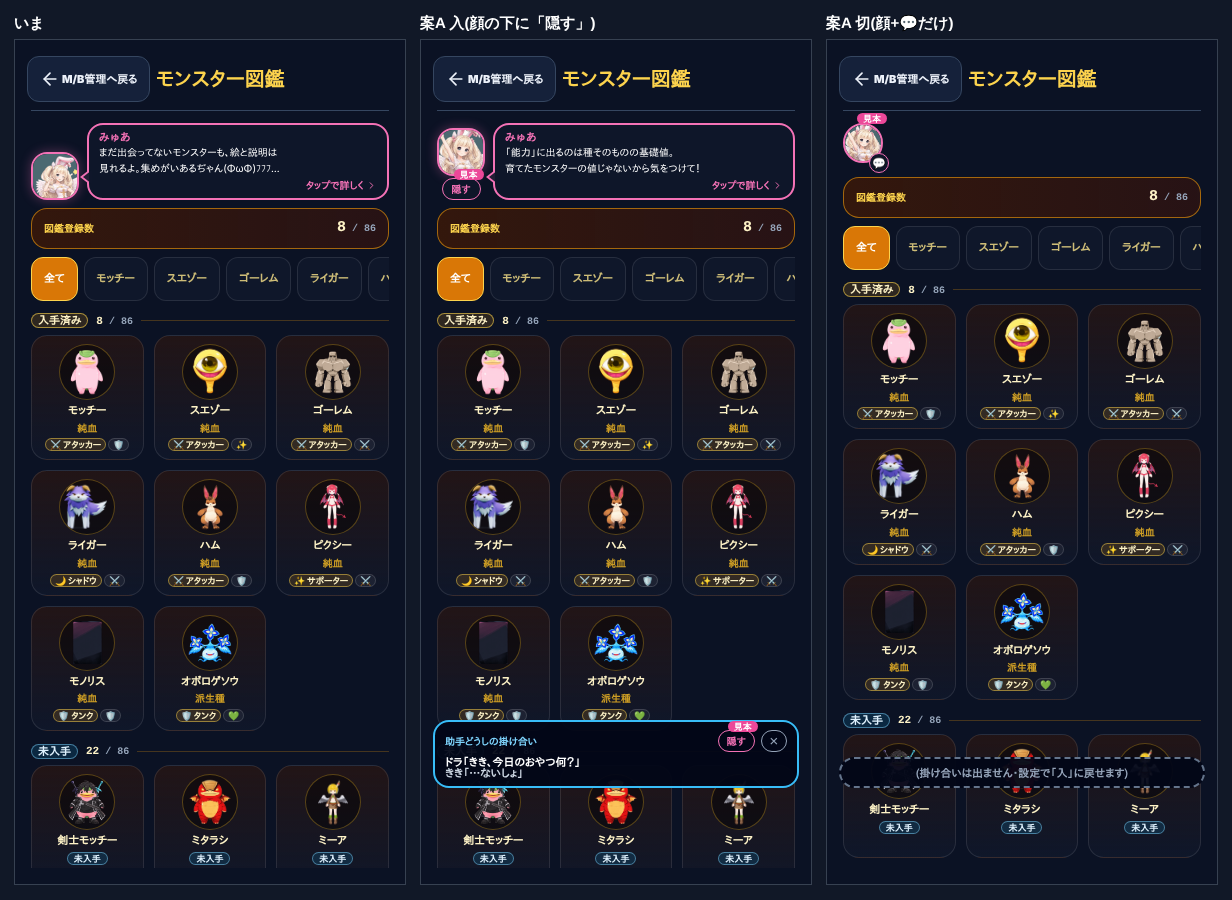 いま
M/B管理へ戻る
モンスター図鑑
みゅあ
まだ出会ってないモンスターも、絵と説明は
見れるよ。集めがいあるぢゃん(ΦωΦ)ﾌﾌﾌ…
タップで詳しく
図鑑登録数
8 / 86
全て
モッチー
スエゾー
ゴーレム
ライガー
入手済み 8 / 86
モッチー
純血
アタッカー
スエゾー
純血
アタッカー
ゴーレム
純血
アタッカー
ライガー
純血
シャドウ
ハム
純血
アタッカー
ピクシー
純血
サポーター
モノリス
純血
タンク
オボロゲソウ
派生種
タンク
未入手 22 / 86
剣士モッチー
未入手
ミタラシ
未入手
ミーア
未入手
案A 入(顔の下に「隠す」)
M/B管理へ戻る
モンスター図鑑
見本
隠す
みゅあ
「能力」に出るのは種そのものの基礎値。
育てたモンスターの値じゃないから気をつけて!
タップで詳しく
図鑑登録数
8 / 86
全て
モッチー
スエゾー
ゴーレム
ライガー
入手済み 8 / 86
モッチー
純血
アタッカー
スエゾー
純血
アタッカー
ゴーレム
純血
アタッカー
ライガー
純血
シャドウ
ハム
純血
アタッカー
ピクシー
純血
サポーター
モノリス
純血
タンク
オボロゲソウ
派生種
タンク
見本
助手どうしの掛け合い
隠す
×
ドラ「きき、今日のおやつ何?」
きき「…ないしょ」
剣士モッチー
未入手
ミタラシ
未入手
ミーア
未入手
案A 切(顔+💬だけ)
M/B管理へ戻る
モンスター図鑑
見本
図鑑登録数
8 / 86
全て
モッチー
スエゾー
ゴーレム
ライガー
入手済み 8 / 86
モッチー
純血
アタッカー
スエゾー
純血
アタッカー
ゴーレム
純血
アタッカー
ライガー
純血
シャドウ
ハム
純血
アタッカー
ピクシー
純血
サポーター
モノリス
純血
タンク
オボロゲソウ
派生種
タンク
未入手 22 / 86
(掛け合いは出ません・設定で「入」に戻せます)
剣士モッチー
未入手
ミタラシ
未入手
ミーア
未入手